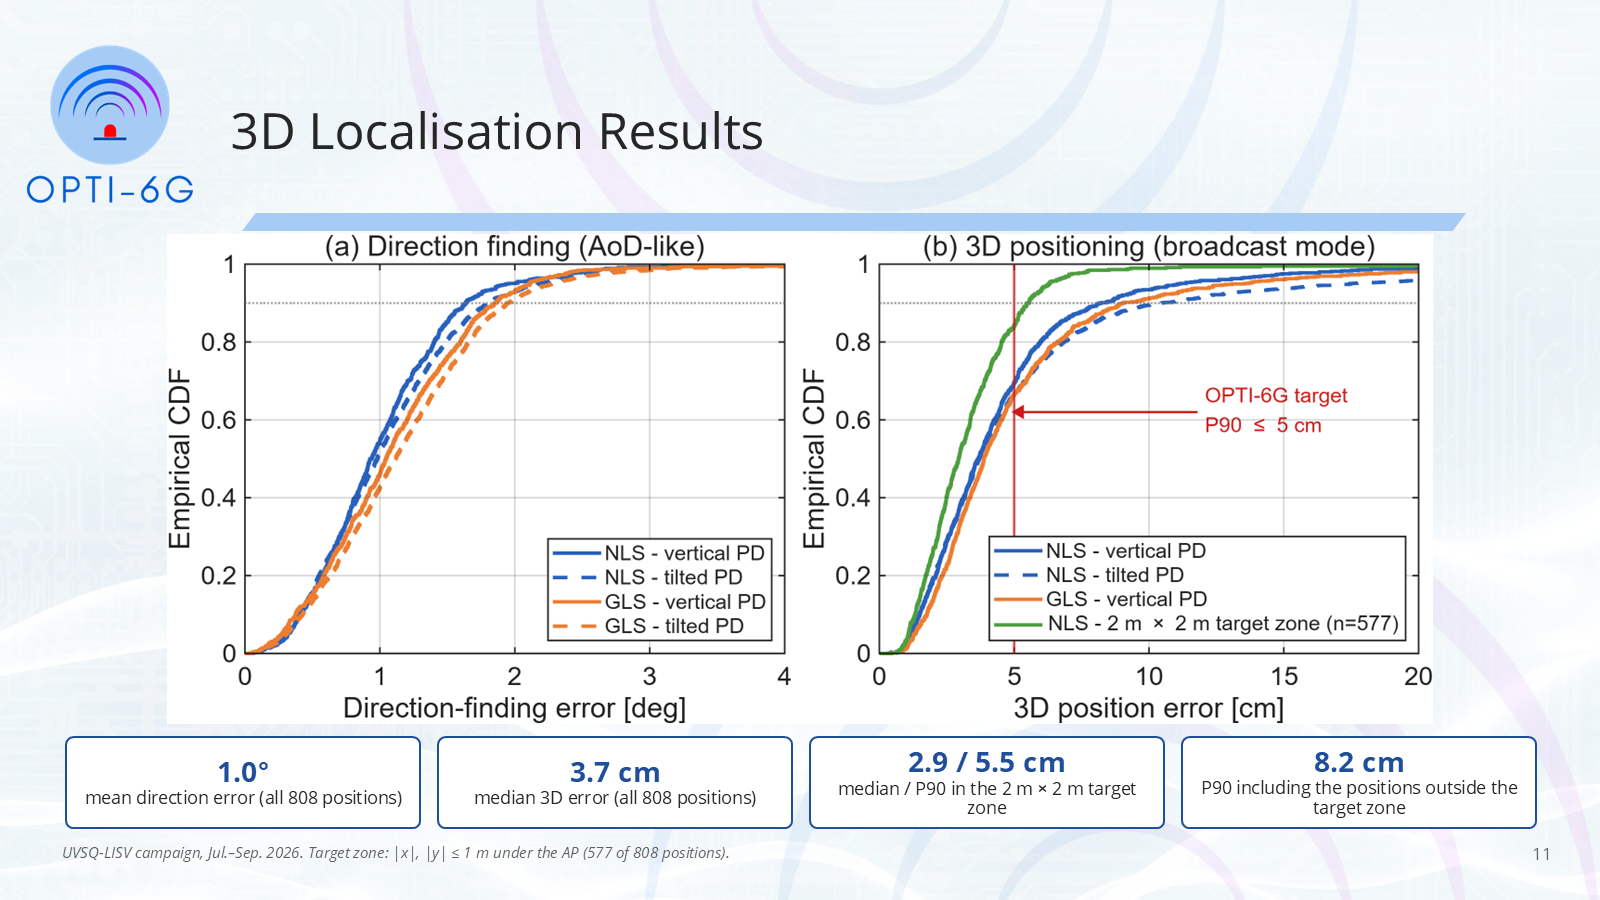 OPTI-6G
3D Localisation Results
(a) Direction finding (AoD-like)
Empirical CDF
1
0.8
0.6
0.4
0.2
0
0 1 2 3 4
Direction-finding error [deg]
NLS - vertical PD
NLS - tilted PD
GLS - vertical PD
GLS - tilted PD
(b) 3D positioning (broadcast mode)
Empirical CDF
1
0.8
0.6
0.4
0.2
0
0 5 10 15 20
3D position error [cm]
OPTI-6G target
P90 ≤ 5 cm
NLS - vertical PD
NLS - tilted PD
GLS - vertical PD
NLS - 2 m × 2 m target zone (n=577)
1.0°
mean direction error (all 808 positions)
3.7 cm
median 3D error (all 808 positions)
2.9 / 5.5 cm
median / P90 in the 2 m × 2 m target
zone
8.2 cm
P90 including the positions outside the
target zone
UVSQ-LISV campaign, Jul.–Sep. 2026. Target zone: |x|, |y| ≤ 1 m under the AP (577 of 808 positions).
11